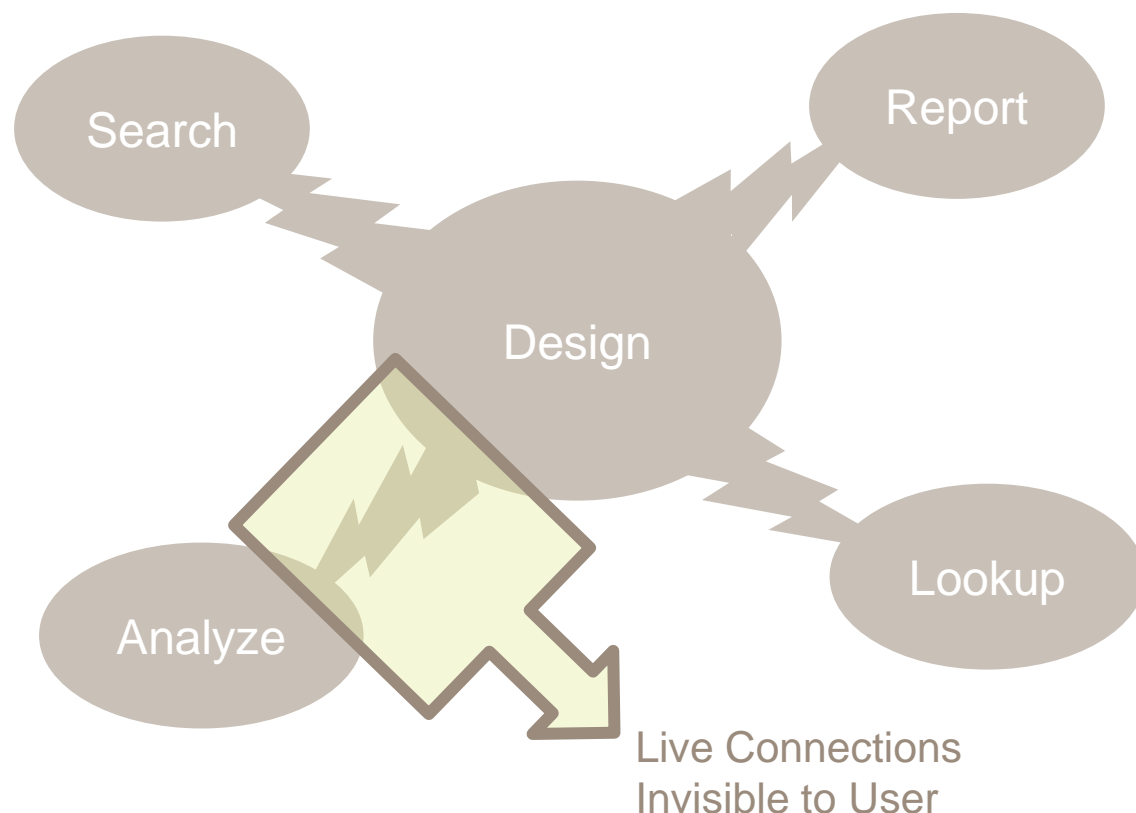 Search
Report
Design
Lookup
Analyze
Live Connections
Invisible to User